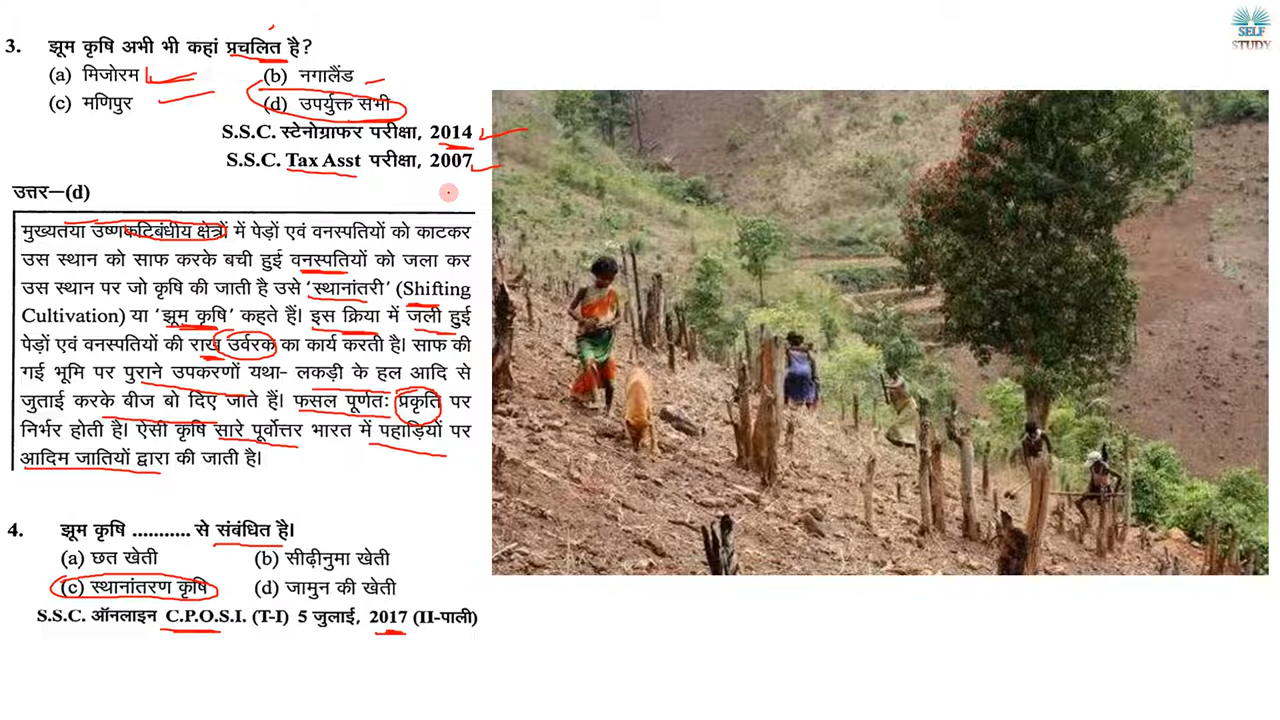 SELF
STUDY
3. झूम कृषि अभी भी कहां प्रचलित है?
(a) मिजोरम (b) नगालैंड
(c) मणिपुर (d) उपर्युक्त सभी
S.S.C. स्टेनोग्राफर परीक्षा, 2014
S.S.C. Tax Asst परीक्षा, 2007
उत्तर—(d)
मुख्यतया उष्णकटिबंधीय क्षेत्रों में पेड़ों एवं वनस्पतियों को काटकर
उस स्थान को साफ करके बची हुई वनस्पतियों को जला कर
उस स्थान पर जो कृषि की जाती है उसे 'स्थानांतरी' (Shifting
Cultivation) या 'झूम कृषि' कहते हैं। इस क्रिया में जली हुई
पेड़ों एवं वनस्पतियों की राख उर्वरक का कार्य करती है। साफ की
गई भूमि पर पुराने उपकरणों यथा- लकड़ी के हल आदि से
जुताई करके बीज बो दिए जाते हैं। फसल पूर्णतः प्रकृति पर
निर्भर होती है। ऐसी कृषि सारे पूर्वोत्तर भारत में पहाड़ियों पर
आदिम जातियों द्वारा की जाती है।
4. झूम कृषि ........... से संबंधित है।
(a) छत खेती (b) सीढ़ीनुमा खेती
(c) स्थानांतरण कृषि (d) जामुन की खेती
S.S.C. ऑनलाइन C.P.O.S.I. (T-I) 5 जुलाई, 2017 (II-पाली)